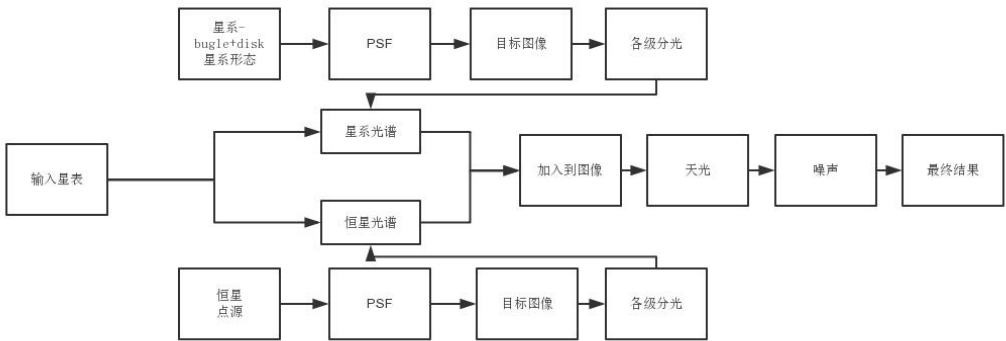 星系-
bugle+disk
星系形态
PSF
目标图像
各级分光
星系光谱
输入星表
加入到图像
天光
噪声
最终结果
恒星光谱
恒星
点源
PSF
目标图像
各级分光